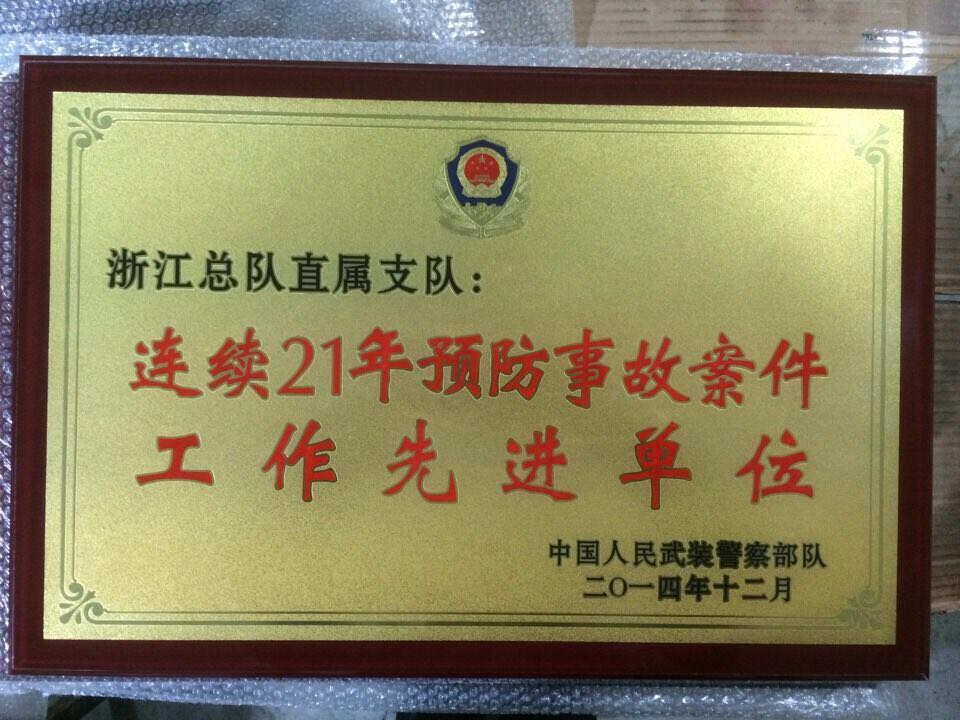 浙江总队直属支队：
连续21年预防事故案件
工作先进单位
中国人民武装警察部队
二〇一四年十二月